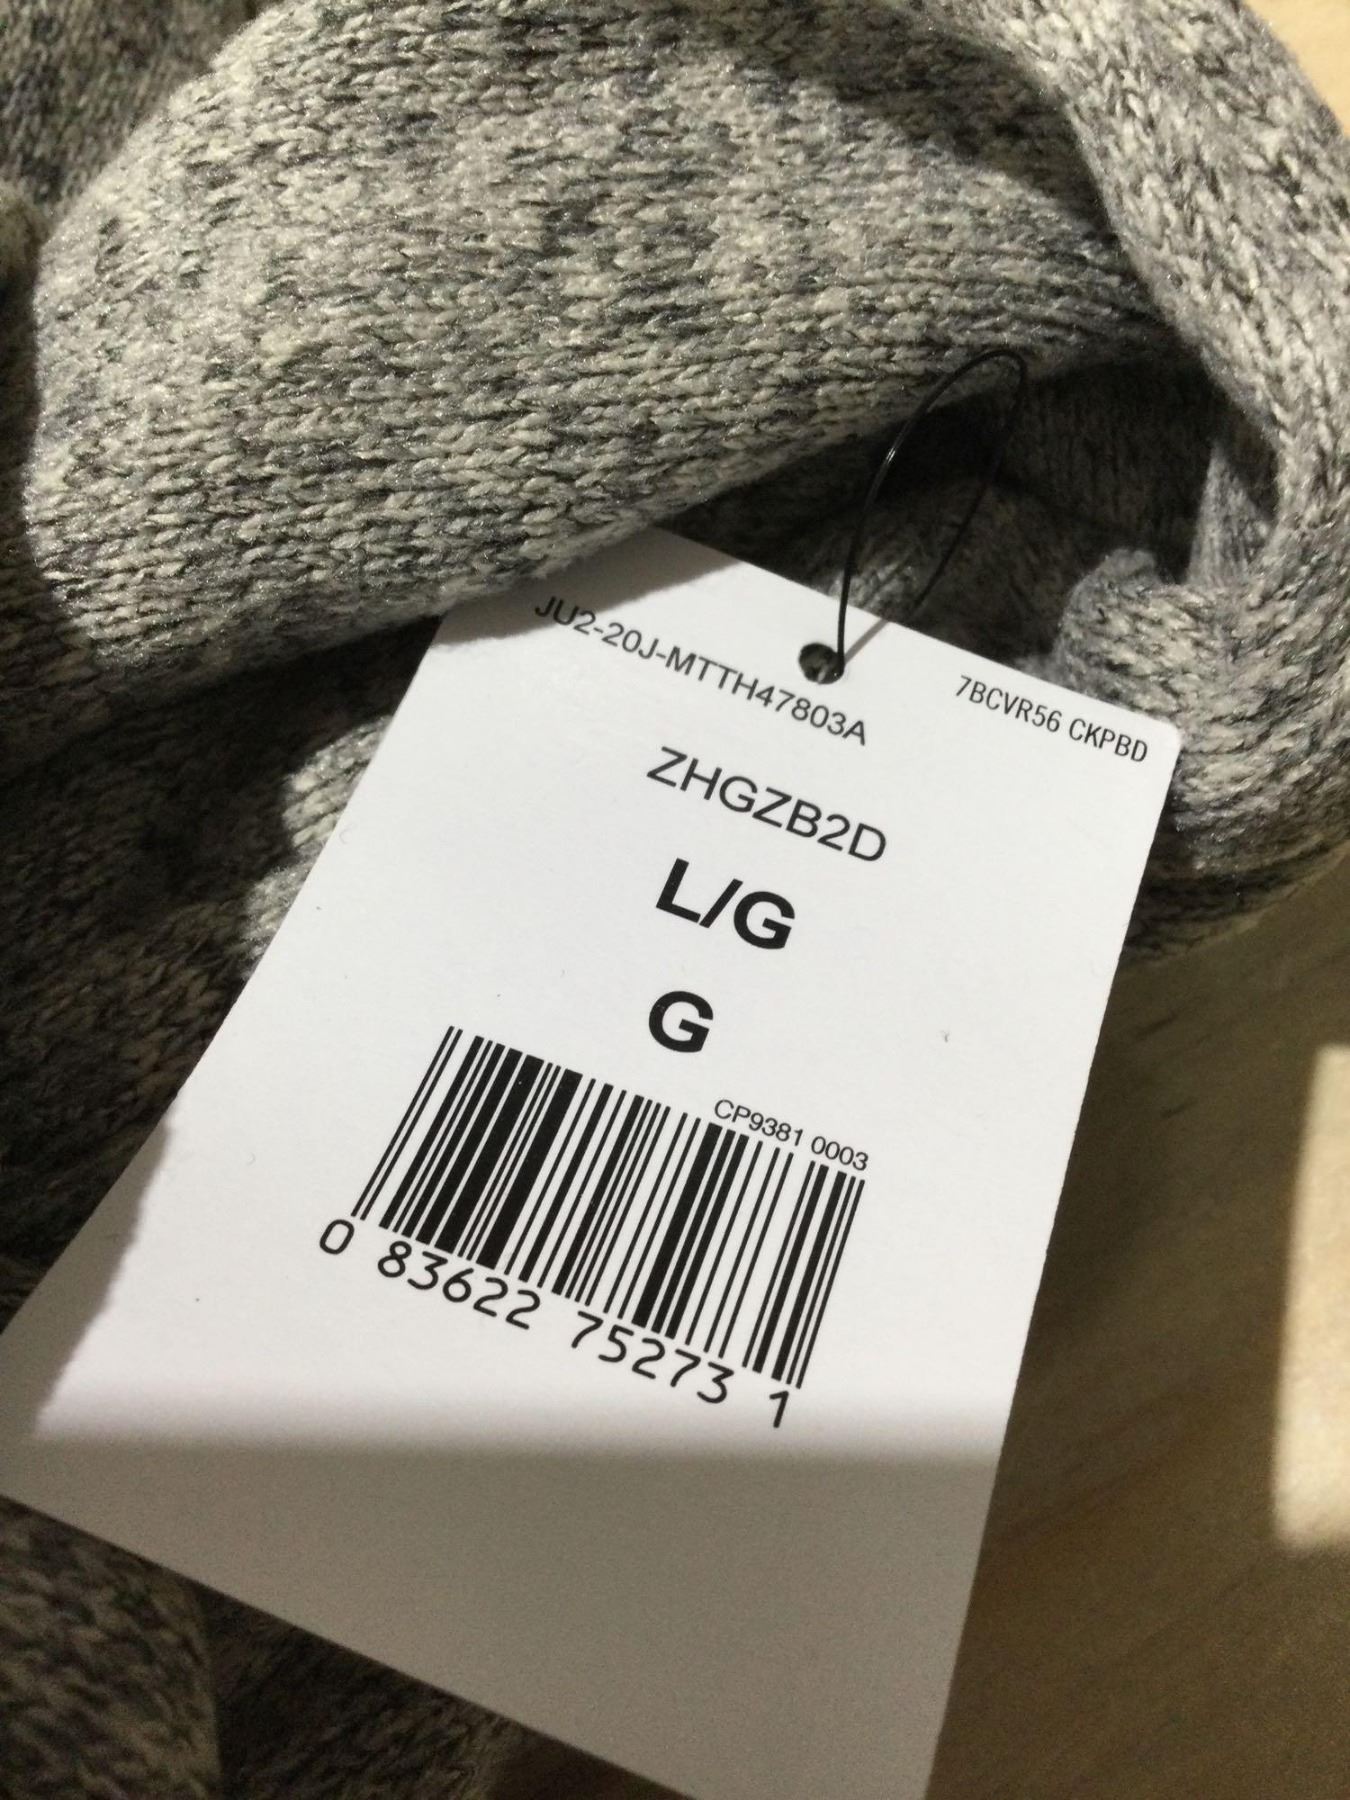 JU2-20J-MTTH47803A
7BCVR56 CKPBD
ZHGZB2D
L/G
G
CP9381 0003
0 83622 75273 1